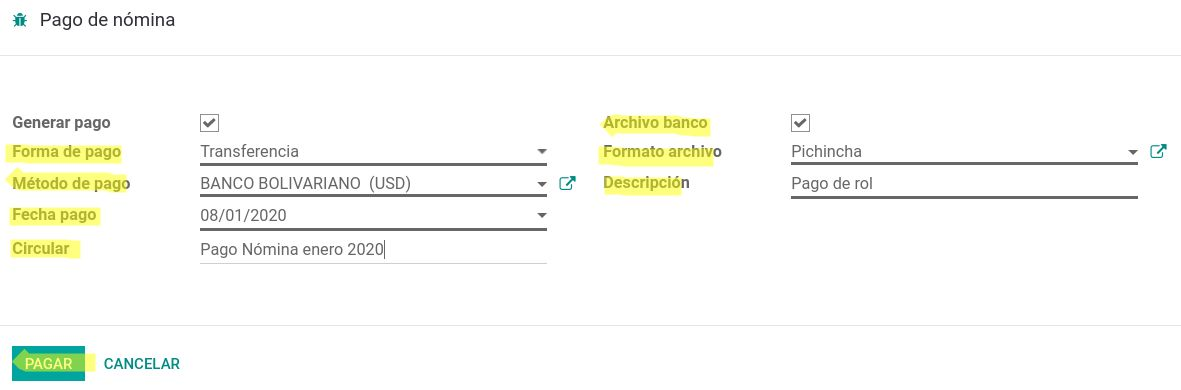 Pago de nómina
Generar pago
Archivo banco
Forma de pago Transferencia
Formato archivo Pichincha
Método de pago BANCO BOLIVARIANO (USD)
Descripción Pago de rol
Fecha pago 08/01/2020
Circular Pago Nómina enero 2020
PAGAR CANCELAR